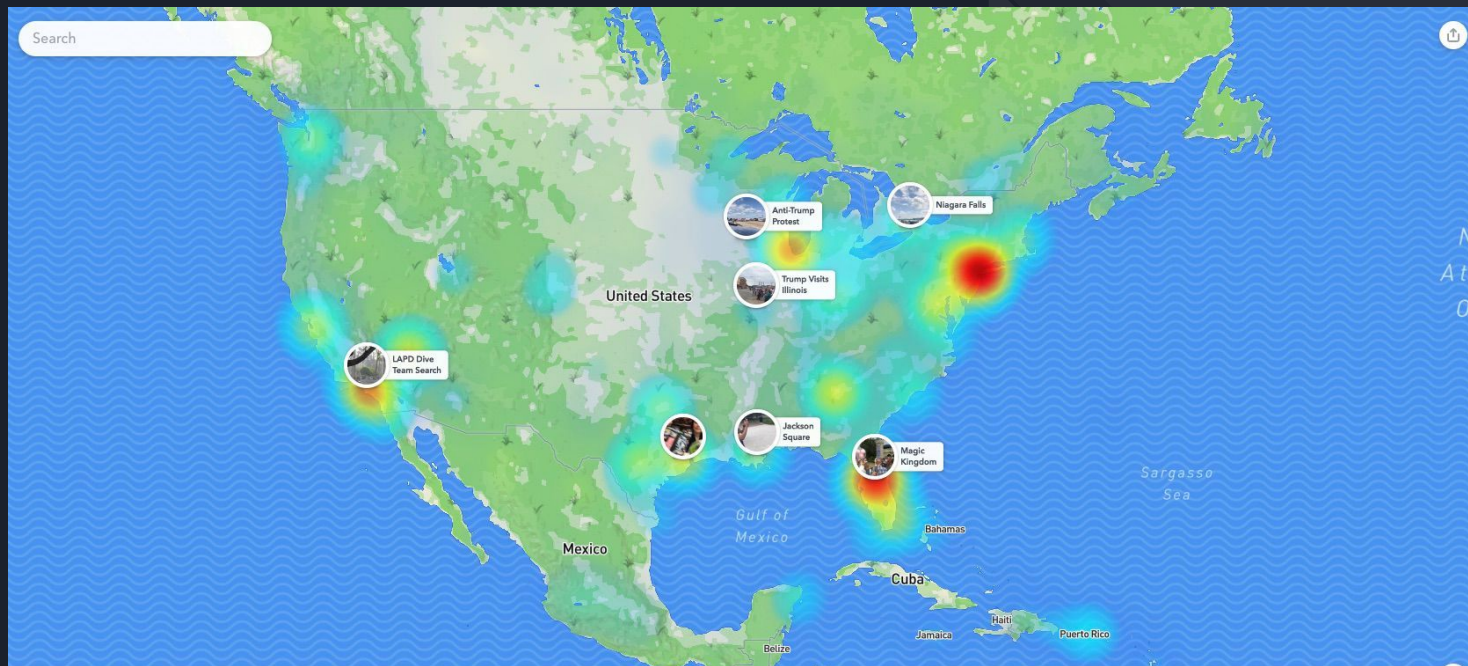 Search
Anti-Trump
Protest
Niagara Falls
Trump Visits
Illinois
United States
LAPD Dive
Team Search
Jackson
Square
Magic
Kingdom
Sargasso
Sea
Gulf of
Mexico
Bahamas
Mexico
Cuba
Haiti
Jamaica
Puerto Rico
Belize